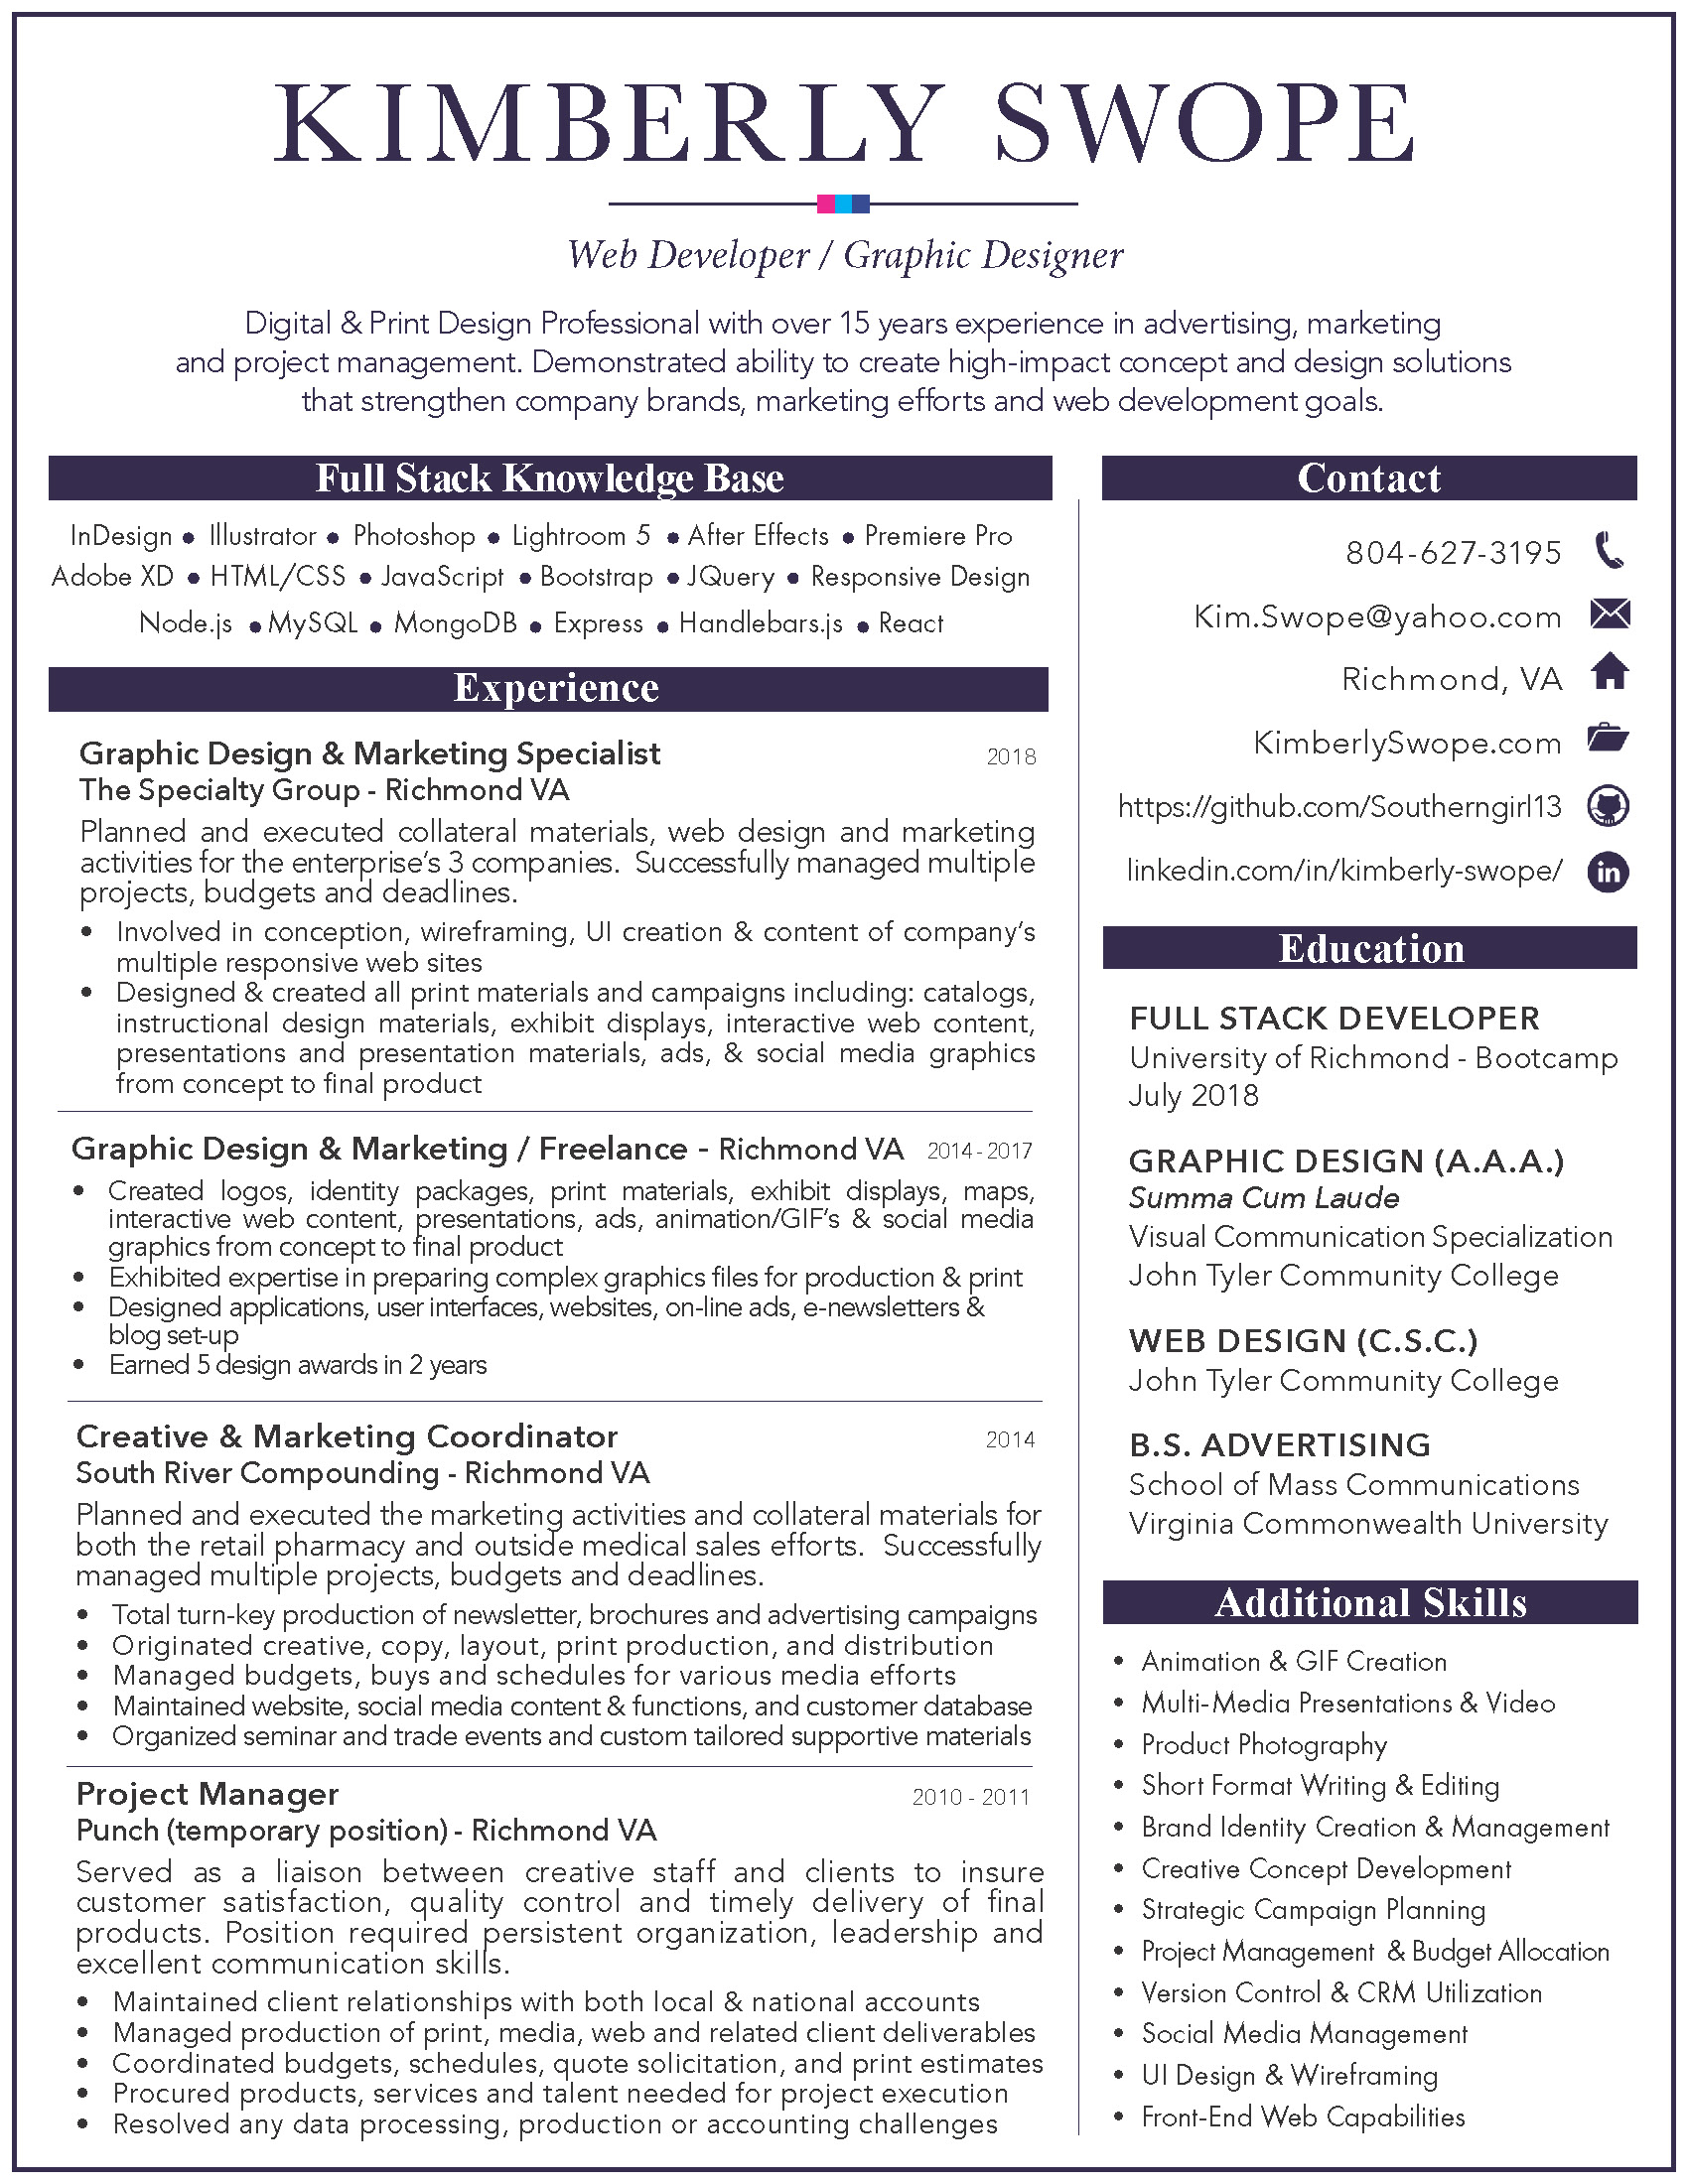 KIMBERLY SWOPE
Web Developer / Graphic Designer
Digital & Print Design Professional with over 15 years experience in advertising, marketing
and project management. Demonstrated ability to create high-impact concept and design solutions
that strengthen company brands, marketing efforts and web development goals.
Full Stack Knowledge Base
InDesign ● Illustrator ● Photoshop ● Lightroom 5 ● After Effects ● Premiere Pro
Adobe XD ● HTML/CSS ● JavaScript ● Bootstrap ● JQuery ● Responsive Design
Node.js ● MySQL ● MongoDB ● Express ● Handlebars.js ● React
Experience
Graphic Design & Marketing Specialist 2018
The Specialty Group - Richmond VA
Planned and executed collateral materials, web design and marketing
activities for the enterprise's 3 companies. Successfully managed multiple
projects, budgets and deadlines.
• Involved in conception, wireframing, UI creation & content of company's
multiple responsive web sites
• Designed & created all print materials and campaigns including: catalogs,
instructional design materials, exhibit displays, interactive web content,
presentations and presentation materials, ads, & social media graphics
from concept to final product
Graphic Design & Marketing / Freelance - Richmond VA 2014 - 2017
• Created logos, identity packages, print materials, exhibit displays, maps,
interactive web content, presentations, ads, animation/GIF's & social media
graphics from concept to final product
• Exhibited expertise in preparing complex graphics files for production & print
• Designed applications, user interfaces, websites, on-line ads, e-newsletters &
blog set-up
• Earned 5 design awards in 2 years
Creative & Marketing Coordinator 2014
South River Compounding - Richmond VA
Planned and executed the marketing activities and collateral materials for
both the retail pharmacy and outside medical sales efforts. Successfully
managed multiple projects, budgets and deadlines.
• Total turn-key production of newsletter, brochures and advertising campaigns
• Originated creative, copy, layout, print production, and distribution
• Managed budgets, buys and schedules for various media efforts
• Maintained website, social media content & functions, and customer database
• Organized seminar and trade events and custom tailored supportive materials
Project Manager 2010 - 2011
Punch (temporary position) - Richmond VA
Served as a liaison between creative staff and clients to insure
customer satisfaction, quality control and timely delivery of final
products. Position required persistent organization, leadership and
excellent communication skills.
• Maintained client relationships with both local & national accounts
• Managed production of print, media, web and related client deliverables
• Coordinated budgets, schedules, quote solicitation, and print estimates
• Procured products, services and talent needed for project execution
• Resolved any data processing, production or accounting challenges
Contact
804-627-3195
Kim.Swope@yahoo.com
Richmond, VA
KimberlySwope.com
https://github.com/Southerngirl13
linkedin.com/in/kimberly-swope/
in
Education
FULL STACK DEVELOPER
University of Richmond - Bootcamp
July 2018
GRAPHIC DESIGN (A.A.A.)
Summa Cum Laude
Visual Communication Specialization
John Tyler Community College
WEB DESIGN (C.S.C.)
John Tyler Community College
B.S. ADVERTISING
School of Mass Communications
Virginia Commonwealth University
Additional Skills
• Animation & GIF Creation
• Multi-Media Presentations & Video
• Product Photography
• Short Format Writing & Editing
• Brand Identity Creation & Management
• Creative Concept Development
• Strategic Campaign Planning
• Project Management & Budget Allocation
• Version Control & CRM Utilization
• Social Media Management
• UI Design & Wireframing
• Front-End Web Capabilities